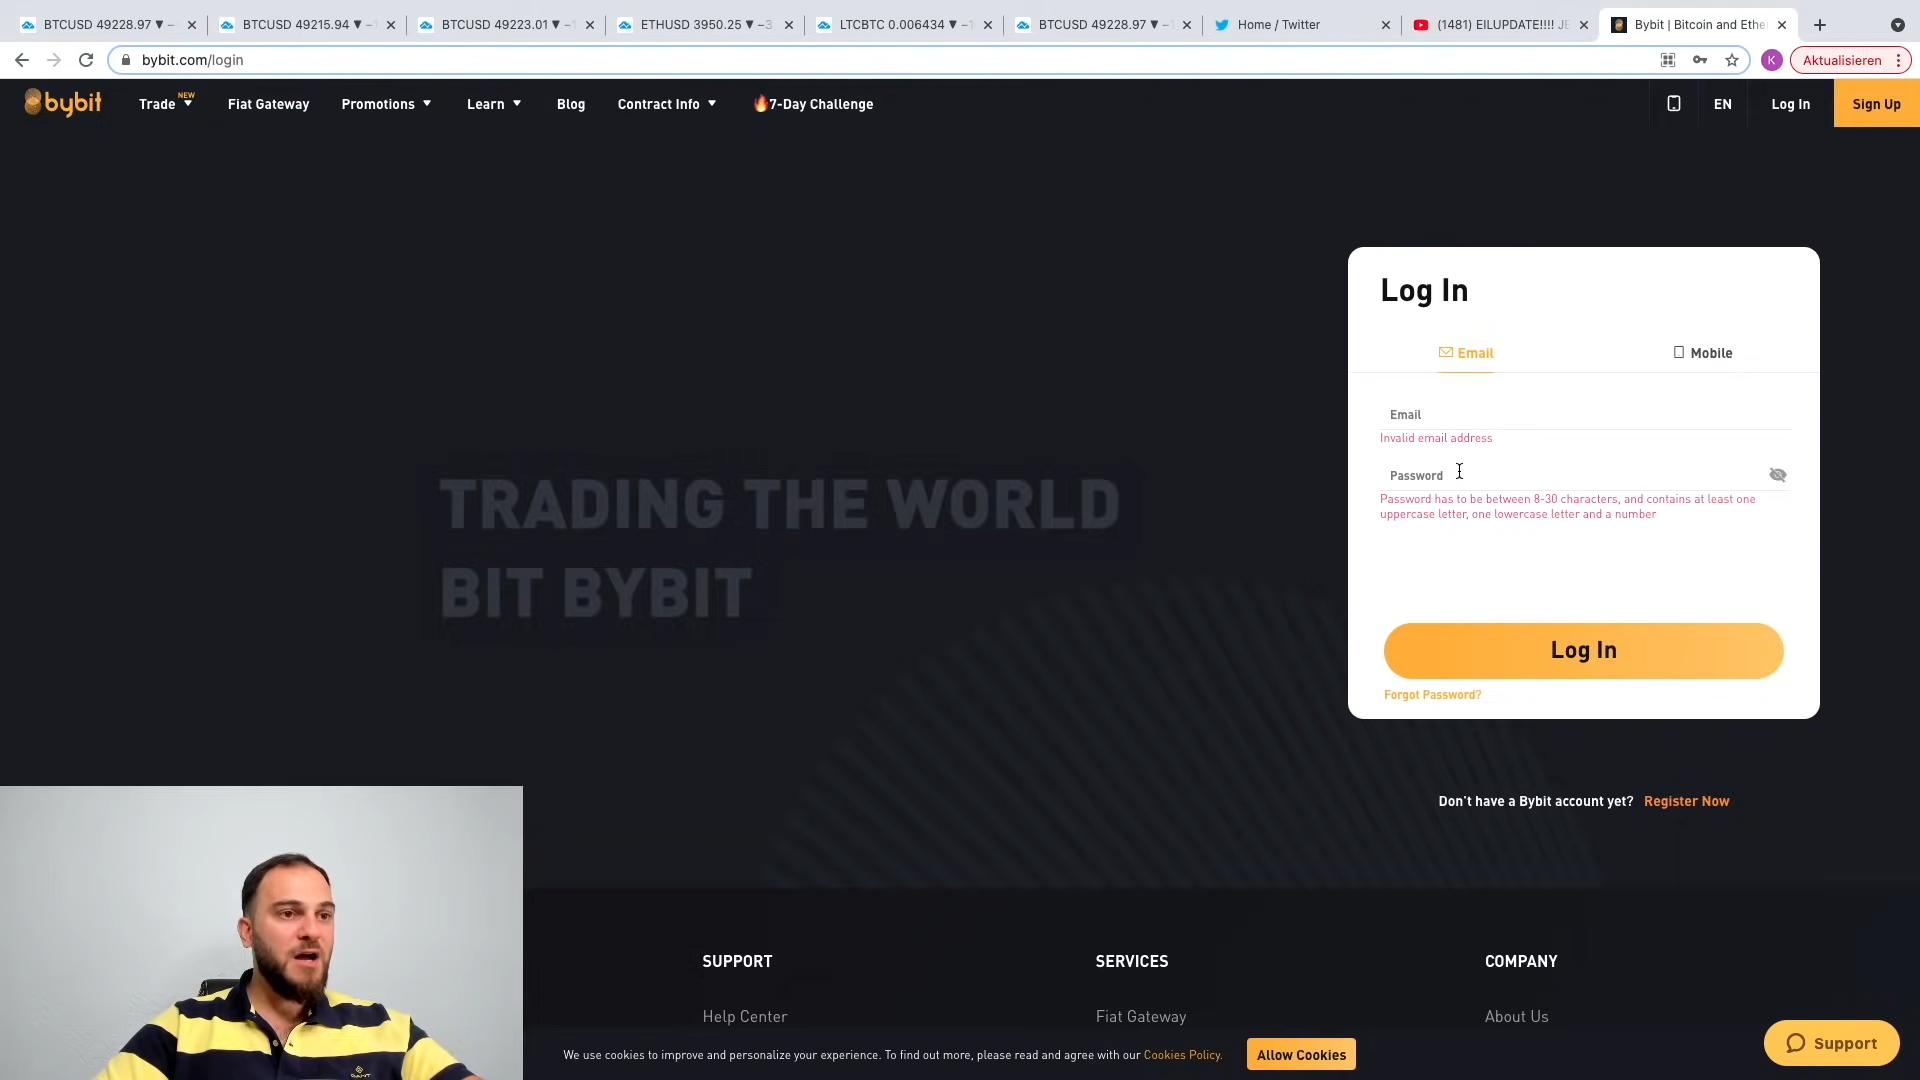 BTCUSD 49228.97 ▼ −
BTCUSD 49215.94 ▼ −1
BTCUSD 49223.01 ▼ −1
ETHUSD 3950.25 ▼ −3
LTCBTC 0.006434 ▼ −1
BTCUSD 49228.97 ▼ −1
Home / Twitter
(1481) EILUPDATE!!!! JE
Bybit | Bitcoin and Ethe
bybit.com/login
K
Aktualisieren
bybit
Trade NEW
Fiat Gateway
Promotions
Learn
Blog
Contract Info
🔥7-Day Challenge
EN
Log In
Sign Up
Log In
Email
Mobile
Email
Invalid email address
Password
Password has to be between 8-30 characters, and contains at least one
uppercase letter, one lowercase letter and a number
TRADING THE WORLD
BIT BYBIT
Log In
Forgot Password?
Don't have a Bybit account yet? Register Now
SUPPORT
SERVICES
COMPANY
Help Center
Fiat Gateway
About Us
We use cookies to improve and personalize your experience. To find out more, please read and agree with our Cookies Policy.
Allow Cookies
Support